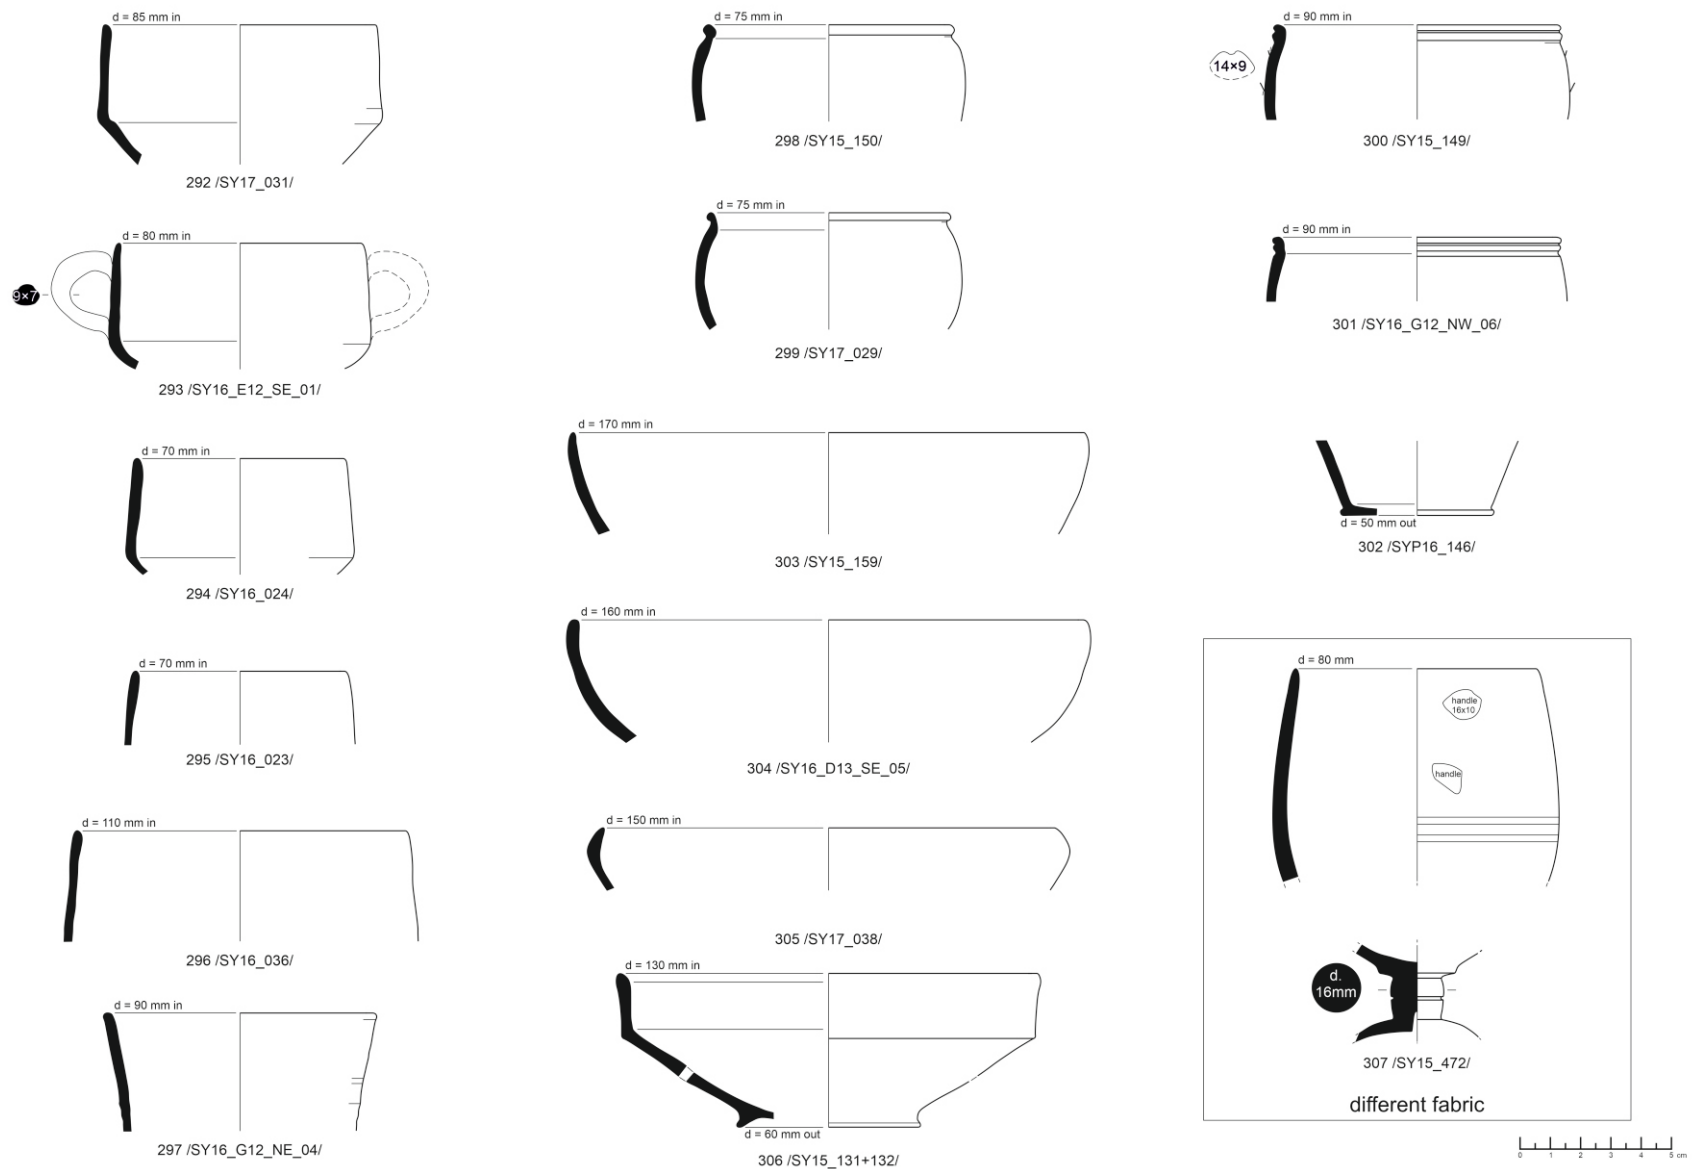 d = 85 mm in
292 /SY17_031/
d = 80 mm in
9×7
293 /SY16_E12_SE_01/
d = 70 mm in
294 /SY16_024/
d = 70 mm in
295 /SY16_023/
d = 110 mm in
296 /SY16_036/
d = 90 mm in
297 /SY16_G12_NE_04/
d = 75 mm in
298 /SY15_150/
d = 75 mm in
299 /SY17_029/
d = 170 mm in
303 /SY15_159/
d = 160 mm in
304 /SY16_D13_SE_05/
d = 150 mm in
305 /SY17_038/
d = 130 mm in
d = 60 mm out
306 /SY15_131+132/
d = 90 mm in
14×9
300 /SY15_149/
d = 90 mm in
301 /SY16_G12_NW_06/
d = 50 mm out
302 /SYP16_146/
d = 80 mm
handle
16x10
handle
d.
16mm
307 /SY15_472/
different fabric
0 1 2 3 4 5 cm